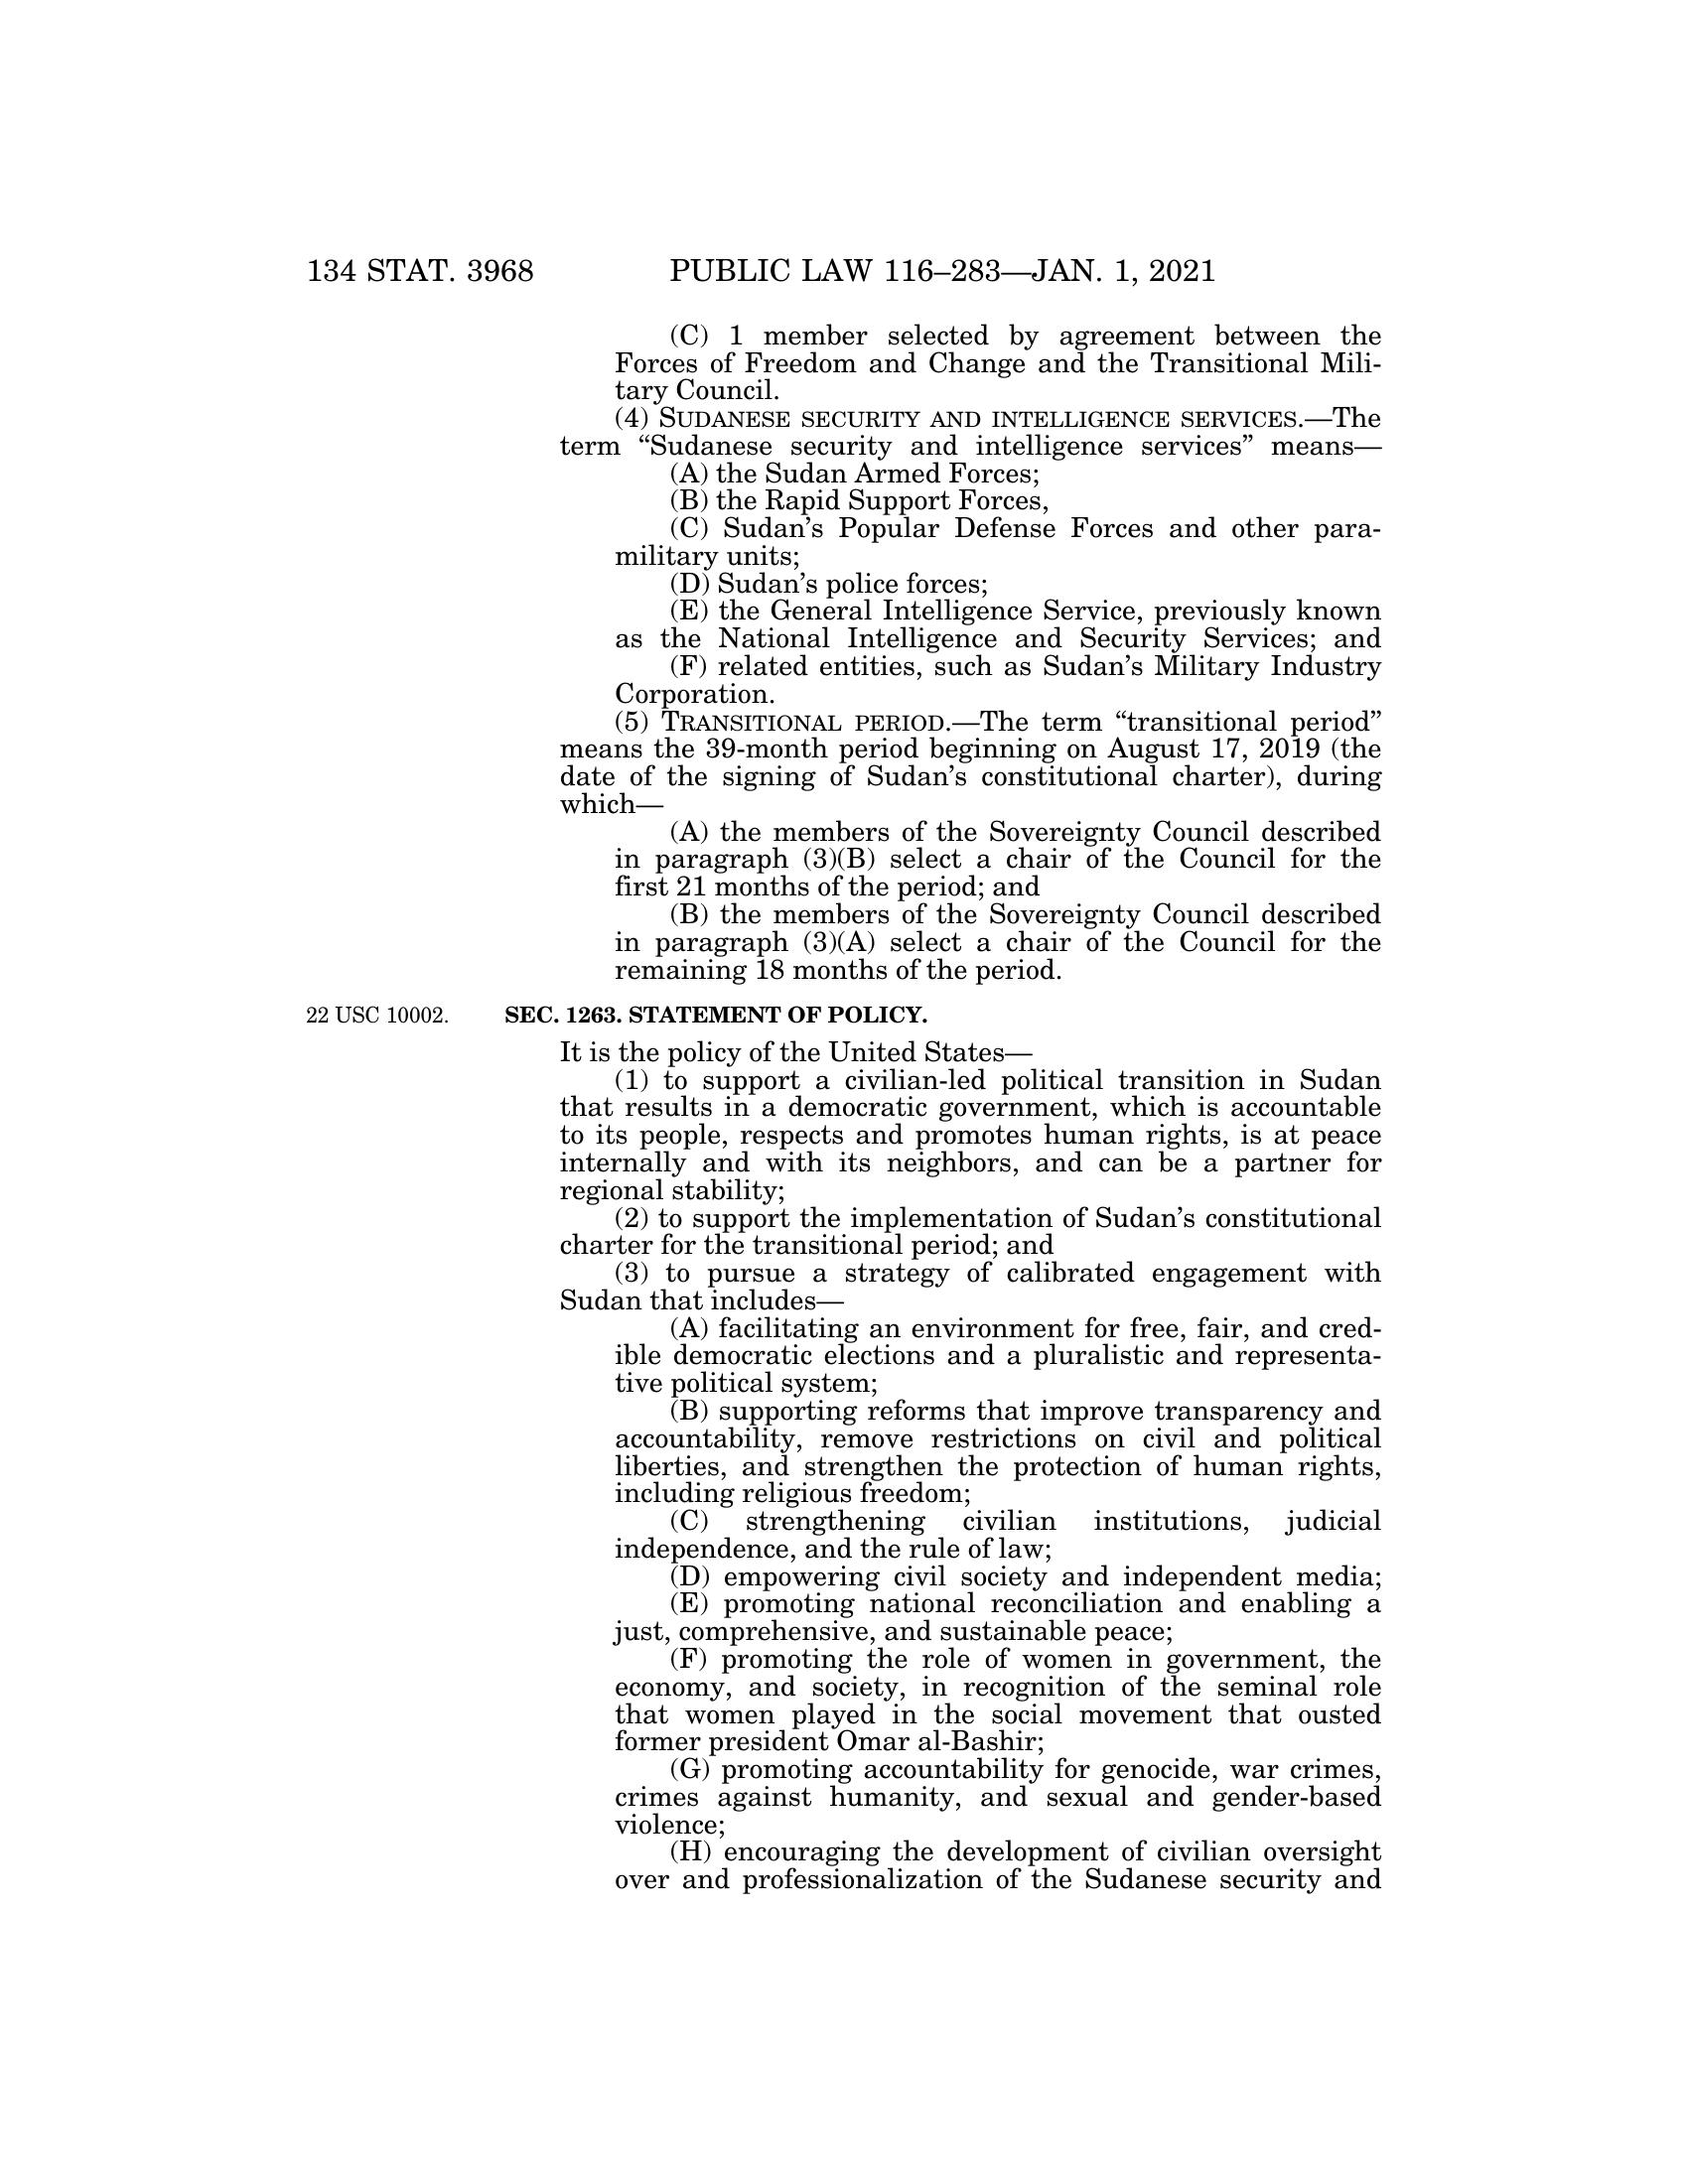 134 STAT. 3968 PUBLIC LAW 116–283—JAN. 1, 2021
(C) 1 member selected by agreement between the
Forces of Freedom and Change and the Transitional Mili-
tary Council.
(4) SUDANESE SECURITY AND INTELLIGENCE SERVICES.—The
term “Sudanese security and intelligence services” means—
(A) the Sudan Armed Forces;
(B) the Rapid Support Forces,
(C) Sudan’s Popular Defense Forces and other para-
military units;
(D) Sudan’s police forces;
(E) the General Intelligence Service, previously known
as the National Intelligence and Security Services; and
(F) related entities, such as Sudan’s Military Industry
Corporation.
(5) TRANSITIONAL PERIOD.—The term “transitional period”
means the 39-month period beginning on August 17, 2019 (the
date of the signing of Sudan’s constitutional charter), during
which—
(A) the members of the Sovereignty Council described
in paragraph (3)(B) select a chair of the Council for the
first 21 months of the period; and
(B) the members of the Sovereignty Council described
in paragraph (3)(A) select a chair of the Council for the
remaining 18 months of the period.
22 USC 10002. SEC. 1263. STATEMENT OF POLICY.
It is the policy of the United States—
(1) to support a civilian-led political transition in Sudan
that results in a democratic government, which is accountable
to its people, respects and promotes human rights, is at peace
internally and with its neighbors, and can be a partner for
regional stability;
(2) to support the implementation of Sudan’s constitutional
charter for the transitional period; and
(3) to pursue a strategy of calibrated engagement with
Sudan that includes—
(A) facilitating an environment for free, fair, and cred-
ible democratic elections and a pluralistic and representa-
tive political system;
(B) supporting reforms that improve transparency and
accountability, remove restrictions on civil and political
liberties, and strengthen the protection of human rights,
including religious freedom;
(C) strengthening civilian institutions, judicial
independence, and the rule of law;
(D) empowering civil society and independent media;
(E) promoting national reconciliation and enabling a
just, comprehensive, and sustainable peace;
(F) promoting the role of women in government, the
economy, and society, in recognition of the seminal role
that women played in the social movement that ousted
former president Omar al-Bashir;
(G) promoting accountability for genocide, war crimes,
crimes against humanity, and sexual and gender-based
violence;
(H) encouraging the development of civilian oversight
over and professionalization of the Sudanese security and